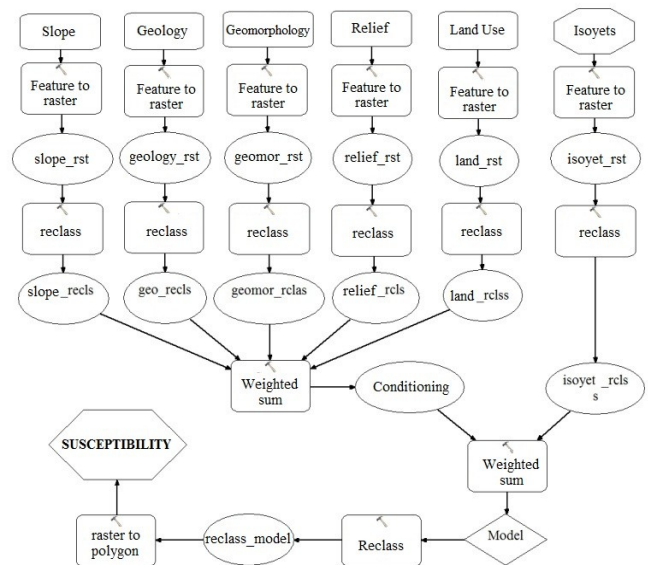 Slope
Geology
Geomorphology
Relief
Land Use
Isoyets
Feature to
raster
Feature to
raster
Feature to
raster
Feature to
raster
Feature to
raster
Feature to
raster
slope_rst
geology_rst
geomor_rst
relief_rst
land_rst
isoyet_rst
reclass
reclass
reclass
reclass
reclass
reclass
slope_recls
geo_recls
geomor_rclas
relief_rcls
land_rclss
Weighted
sum
Conditioning
isoyet _rcls
s
SUSCEPTIBILITY
Weighted
sum
raster to
polygon
reclass_model
Reclass
Model